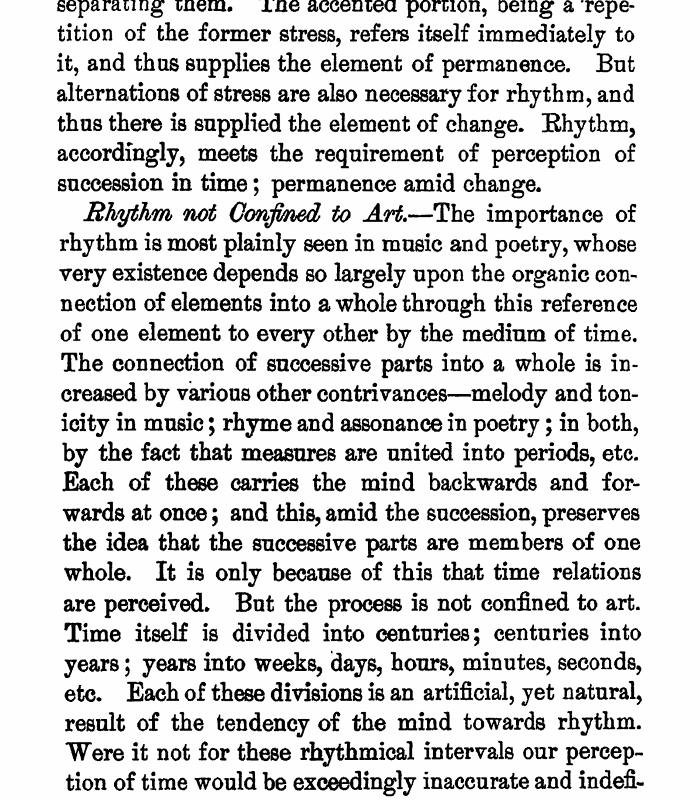 separating them. The accented portion, being a repe-
tition of the former stress, refers itself immediately to
it, and thus supplies the element of permanence. But
alternations of stress are also necessary for rhythm, and
thus there is supplied the element of change. Rhythm,
accordingly, meets the requirement of perception of
succession in time; permanence amid change.
Rhythm not Confined to Art.—The importance of
rhythm is most plainly seen in music and poetry, whose
very existence depends so largely upon the organic con-
nection of elements into a whole through this reference
of one element to every other by the medium of time.
The connection of successive parts into a whole is in-
creased by various other contrivances—melody and ton-
icity in music; rhyme and assonance in poetry; in both,
by the fact that measures are united into periods, etc.
Each of these carries the mind backwards and for-
wards at once; and this, amid the succession, preserves
the idea that the successive parts are members of one
whole. It is only because of this that time relations
are perceived. But the process is not confined to art.
Time itself is divided into centuries; centuries into
years; years into weeks, days, hours, minutes, seconds,
etc. Each of these divisions is an artificial, yet natural,
result of the tendency of the mind towards rhythm.
Were it not for these rhythmical intervals our percep-
tion of time would be exceedingly inaccurate and indefi-